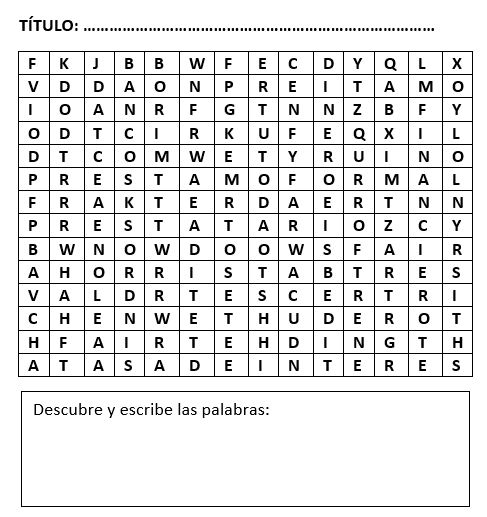 TÍTULO: ……………………………………………………………………….
F K J B B W F E C D Y Q L X
V D D A O N P R E I T A M O
I O A N R F G T N N Z B F Y
O D T C I R K U F E Q X I L
D T C O M W E T Y R U I N O
P R E S T A M O F O R M A L
F R A K T E R D A E R T N N
P R E S T A T A R I O Z C Y
B W N O W D O O W S F A I R
A H O R R I S T A B T R E S
V A L D R T E S C E R T R I
C H E N W E T H U D E R O T
H F A I R T E H D I N G T H
A T A S A D E I N T E R E S
Descubre y escribe las palabras: